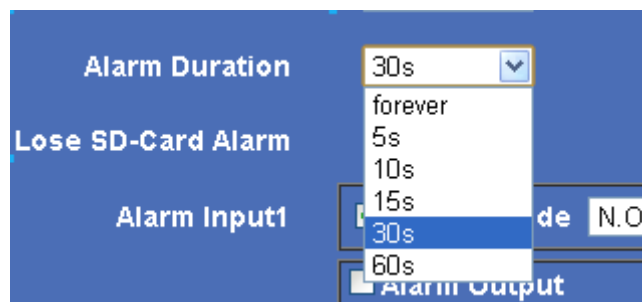 Alarm Duration 30s
forever
Lose SD-Card Alarm 5s
10s
15s
Alarm Input1 de N.O
30s
60s
Alarm Output